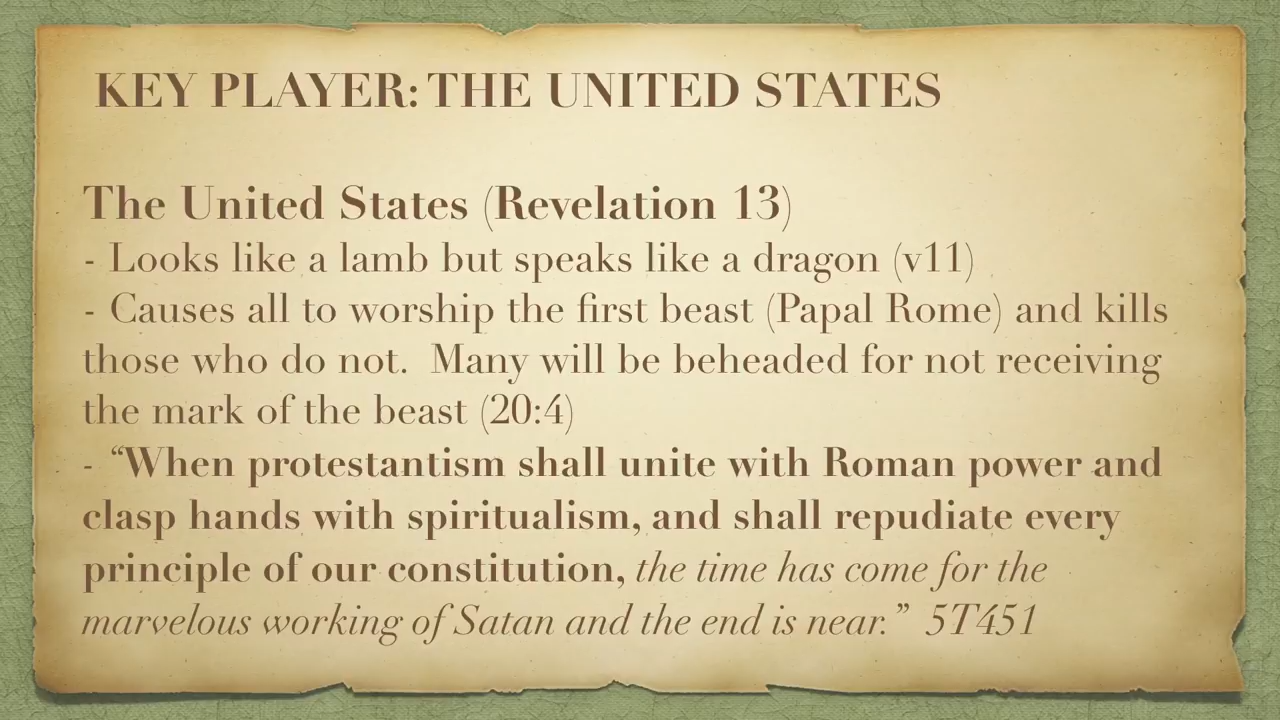 KEY PLAYER: THE UNITED STATES
The United States (Revelation 13)
- Looks like a lamb but speaks like a dragon (v11)
- Causes all to worship the first beast (Papal Rome) and kills
those who do not.  Many will be beheaded for not receiving
the mark of the beast (20:4)
- “When protestantism shall unite with Roman power and
clasp hands with spiritualism, and shall repudiate every
principle of our constitution, the time has come for the
marvelous working of Satan and the end is near.”  5T451